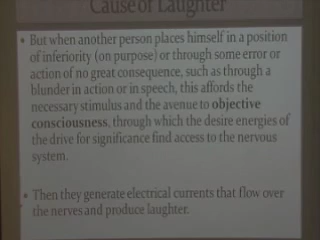 Cause of Laughter
• But when another person places himself in a position
of inferiority (on purpose) or through some error or
action of no great consequence, such as through a
blunder in action or in speech, this affords the
necessary stimulus and the avenue to objective
consciousness, through which the desire energies of
the drive for significance find access to the nervous
system.
• Then they generate electrical currents that flow over
the nerves and produce laughter.